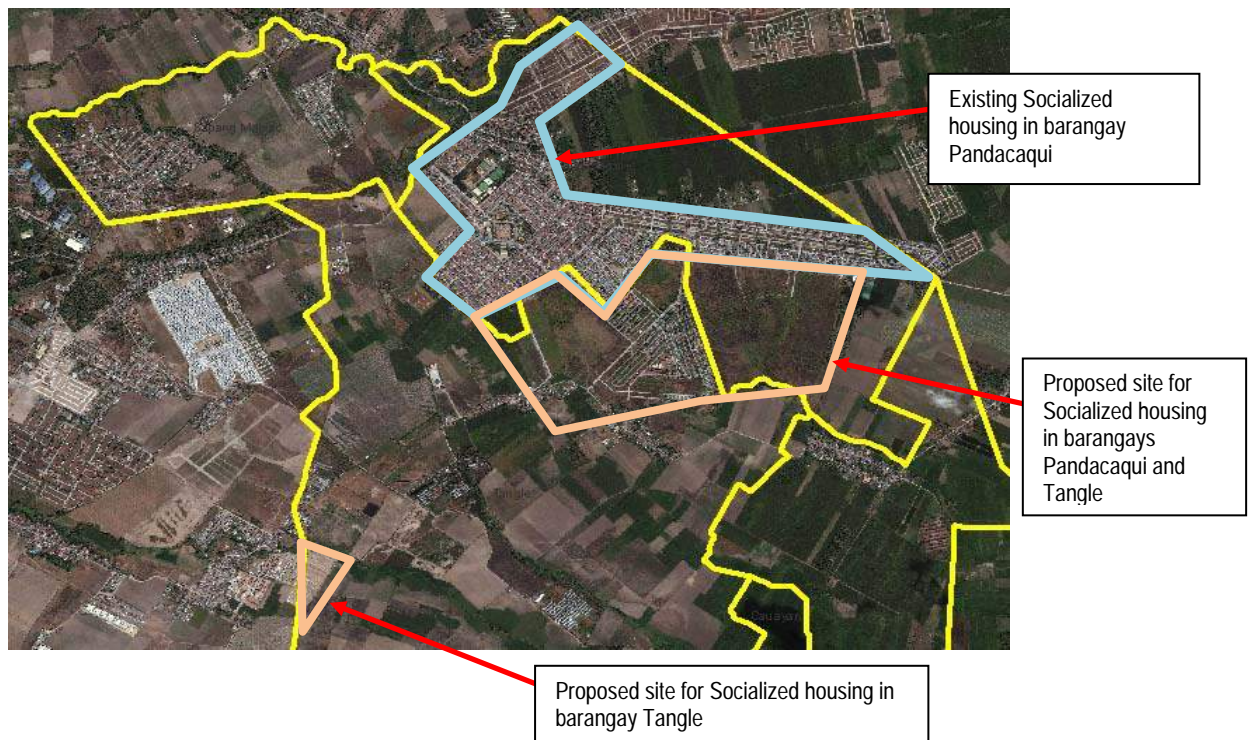 Existing Socialized
housing in barangay
Pandacaqui
Proposed site for
Socialized housing
in barangays
Pandacaqui and
Tangle
Tangle
Proposed site for Socialized housing in
barangay Tangle